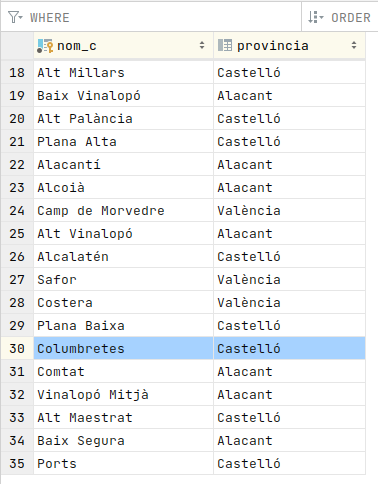 WHERE ORDER
nom_c provincia
18 Alt Millars Castelló
19 Baix Vinalopó Alacant
20 Alt Palància Castelló
21 Plana Alta Castelló
22 Alacantí Alacant
23 Alcoià Alacant
24 Camp de Morvedre València
25 Alt Vinalopó Alacant
26 Alcalatén Castelló
27 Safor València
28 Costera València
29 Plana Baixa Castelló
30 Columbretes Castelló
31 Comtat Alacant
32 Vinalopó Mitjà Alacant
33 Alt Maestrat Castelló
34 Baix Segura Alacant
35 Ports Castelló